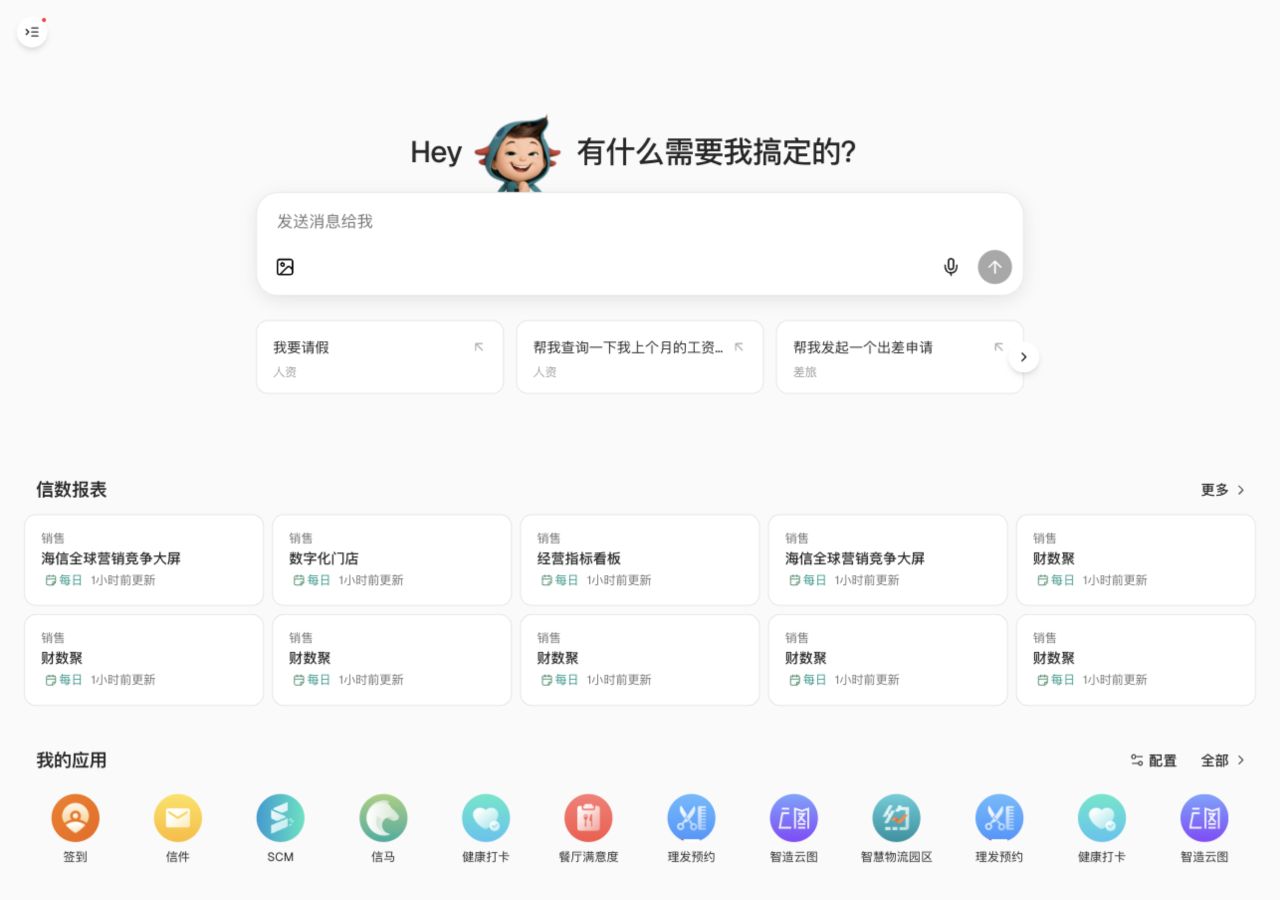 Hey 有什么需要我搞定的?
发送消息给我
我要请假
人资
帮我查询一下我上个月的工资...
人资
帮我发起一个出差申请
差旅
信数报表
更多
销售
海信全球营销竞争大屏
每日 1小时前更新
销售
数字化门店
每日 1小时前更新
销售
经营指标看板
每日 1小时前更新
销售
海信全球营销竞争大屏
每日 1小时前更新
销售
财数聚
每日 1小时前更新
销售
财数聚
每日 1小时前更新
销售
财数聚
每日 1小时前更新
销售
财数聚
每日 1小时前更新
销售
财数聚
每日 1小时前更新
销售
财数聚
每日 1小时前更新
我的应用
配置
全部
签到
信件
SCM
信马
健康打卡
餐厅满意度
理发预约
智造云图
智慧物流园区
理发预约
健康打卡
智造云图